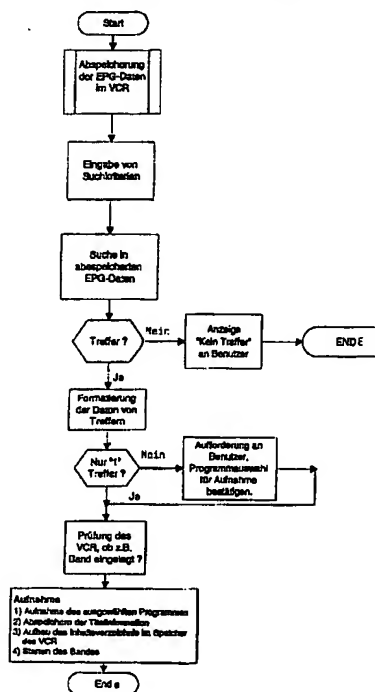 Start
Abspeicherung
der EPG-Daten
im VCR
Eingabe von
Suchkriterien
Suche in
abespeicherten
EPG-Daten
Treffer ?
Nein
Anzeige
"Kein Treffer"
an Benutzer
ENDE
Ja
Formatierung
der Daten von
Treffern
Nur "1"
Treffer ?
Nein
Aufforderung an
Benutzer,
Programmauswahl
für Aufnahme
bestätigen.
Ja
Prüfung des
VCR, ob z.B.
Band eingelegt ?
Aufnahme
1) Aufnahme des ausgewählten Programmes
2) Abspeichern der Titelinformation
3) Aufbau des Inhaltsverzeichnis im Speicher
des VCR
4) Starten des Bandes
Ende